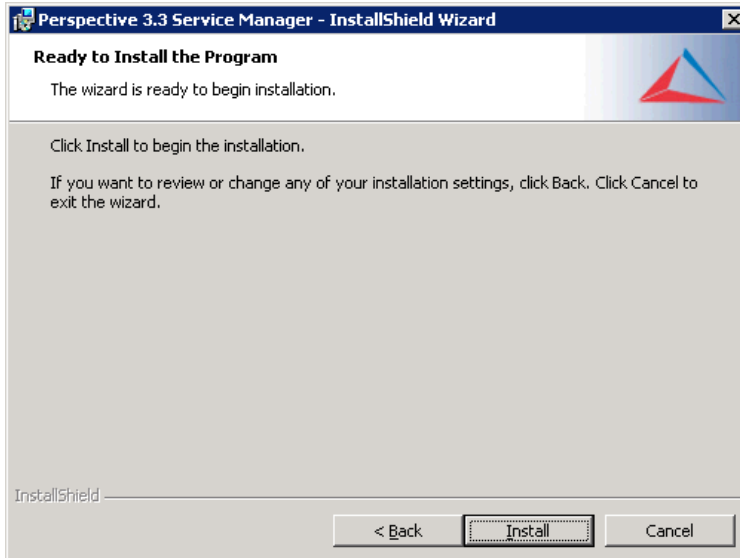 Perspective 3.3 Service Manager - InstallShield Wizard
Ready to Install the Program
The wizard is ready to begin installation.
Click Install to begin the installation.
If you want to review or change any of your installation settings, click Back. Click Cancel to
exit the wizard.
InstallShield
< Back Install Cancel